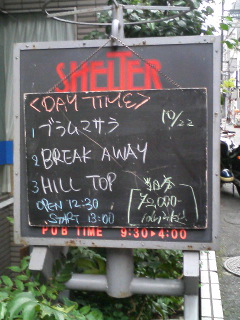 SHELTER
<DAY TIME>
10/22
1 ブラムマサラ
2 BREAK AWAY
3 HILL TOP
当日券
¥2,000-
OPEN 12:30
START 13:00
PUB TIME 9:30▸4:00